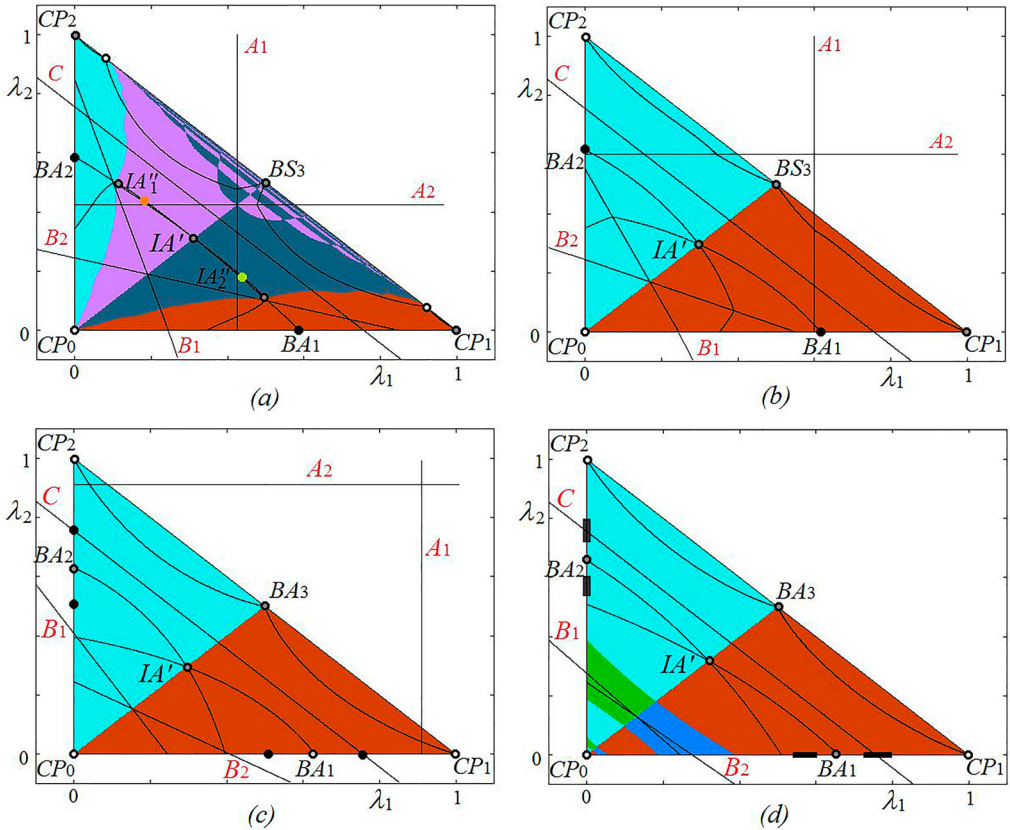 CP2
1
C
A1
λ2
BA2
IA″1
BS3
A2
B2
IA′
IA″2
0
CP0
B1
BA1
CP1
0
λ1
1
(a)
CP2
1
C
A1
λ2
A2
BA2
BS3
B2
IA′
0
CP0
B1
BA1
CP1
0
λ1
1
(b)
CP2
1
A2
C
λ2
A1
BA2
BA3
B1
IA′
0
CP0
B2
BA1
CP1
0
λ1
1
(c)
CP2
1
C
λ2
BA2
BA3
B1
IA′
0
CP0
B2
BA1
CP1
0
λ1
1
(d)